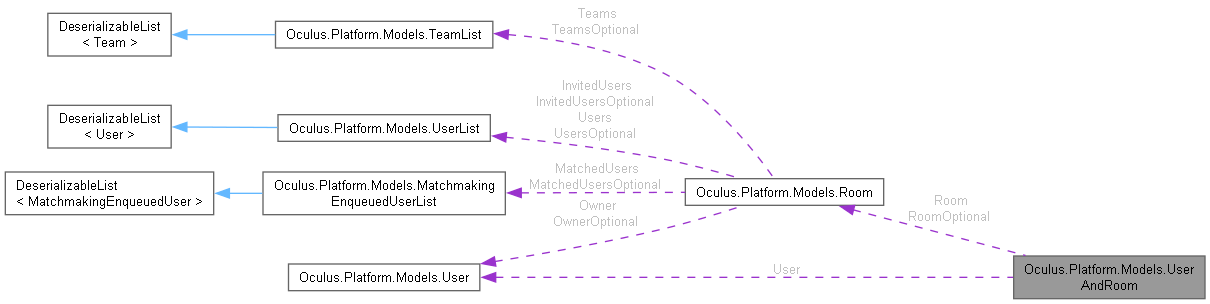 DeserializableList
< Team >
Oculus.Platform.Models.TeamList
Teams
TeamsOptional
DeserializableList
< User >
Oculus.Platform.Models.UserList
InvitedUsers
InvitedUsersOptional
Users
UsersOptional
DeserializableList
< MatchmakingEnqueuedUser >
Oculus.Platform.Models.Matchmaking
EnqueuedUserList
MatchedUsers
MatchedUsersOptional
Oculus.Platform.Models.Room
Owner
OwnerOptional
Room
RoomOptional
Oculus.Platform.Models.User
User
Oculus.Platform.Models.User
AndRoom